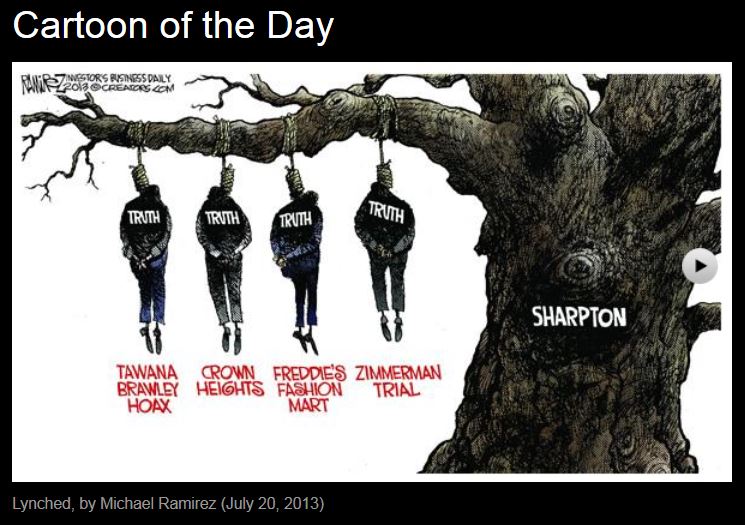 Cartoon of the Day
RAMIREZ INVESTOR'S BUSINESS DAILY
2013 © CREATORS.COM
TRUTH TRUTH TRUTH TRUTH
SHARPTON
TAWANA
BRAWLEY
HOAX
CROWN
HEIGHTS
FREDDIE'S
FASHION
MART
ZIMMERMAN
TRIAL
Lynched, by Michael Ramirez (July 20, 2013)